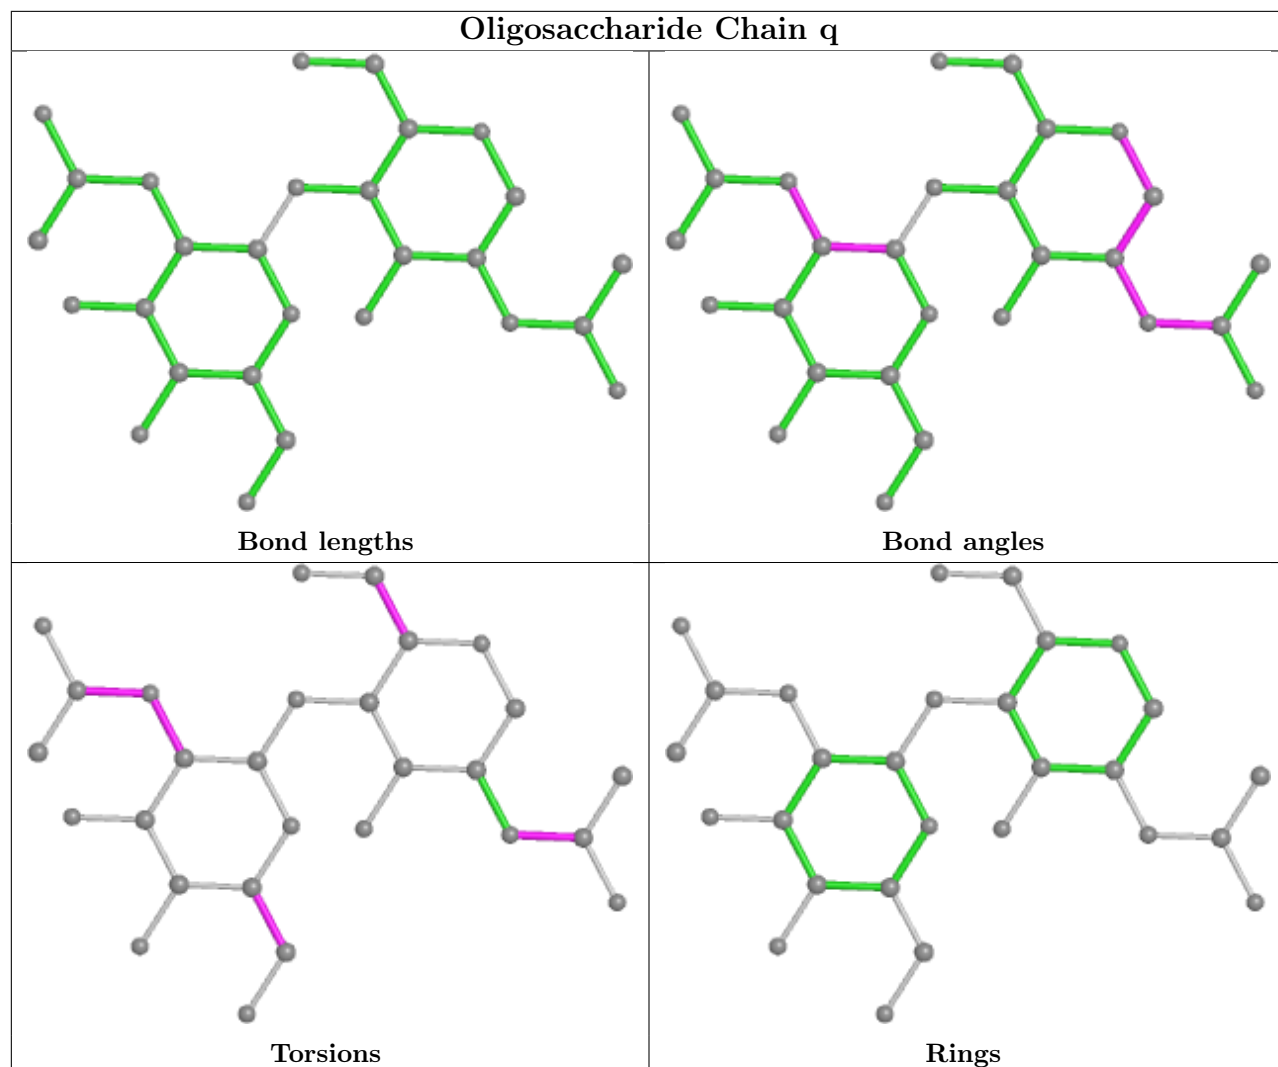 Oligosaccharide Chain q
Bond lengths
Bond angles
Torsions
Rings